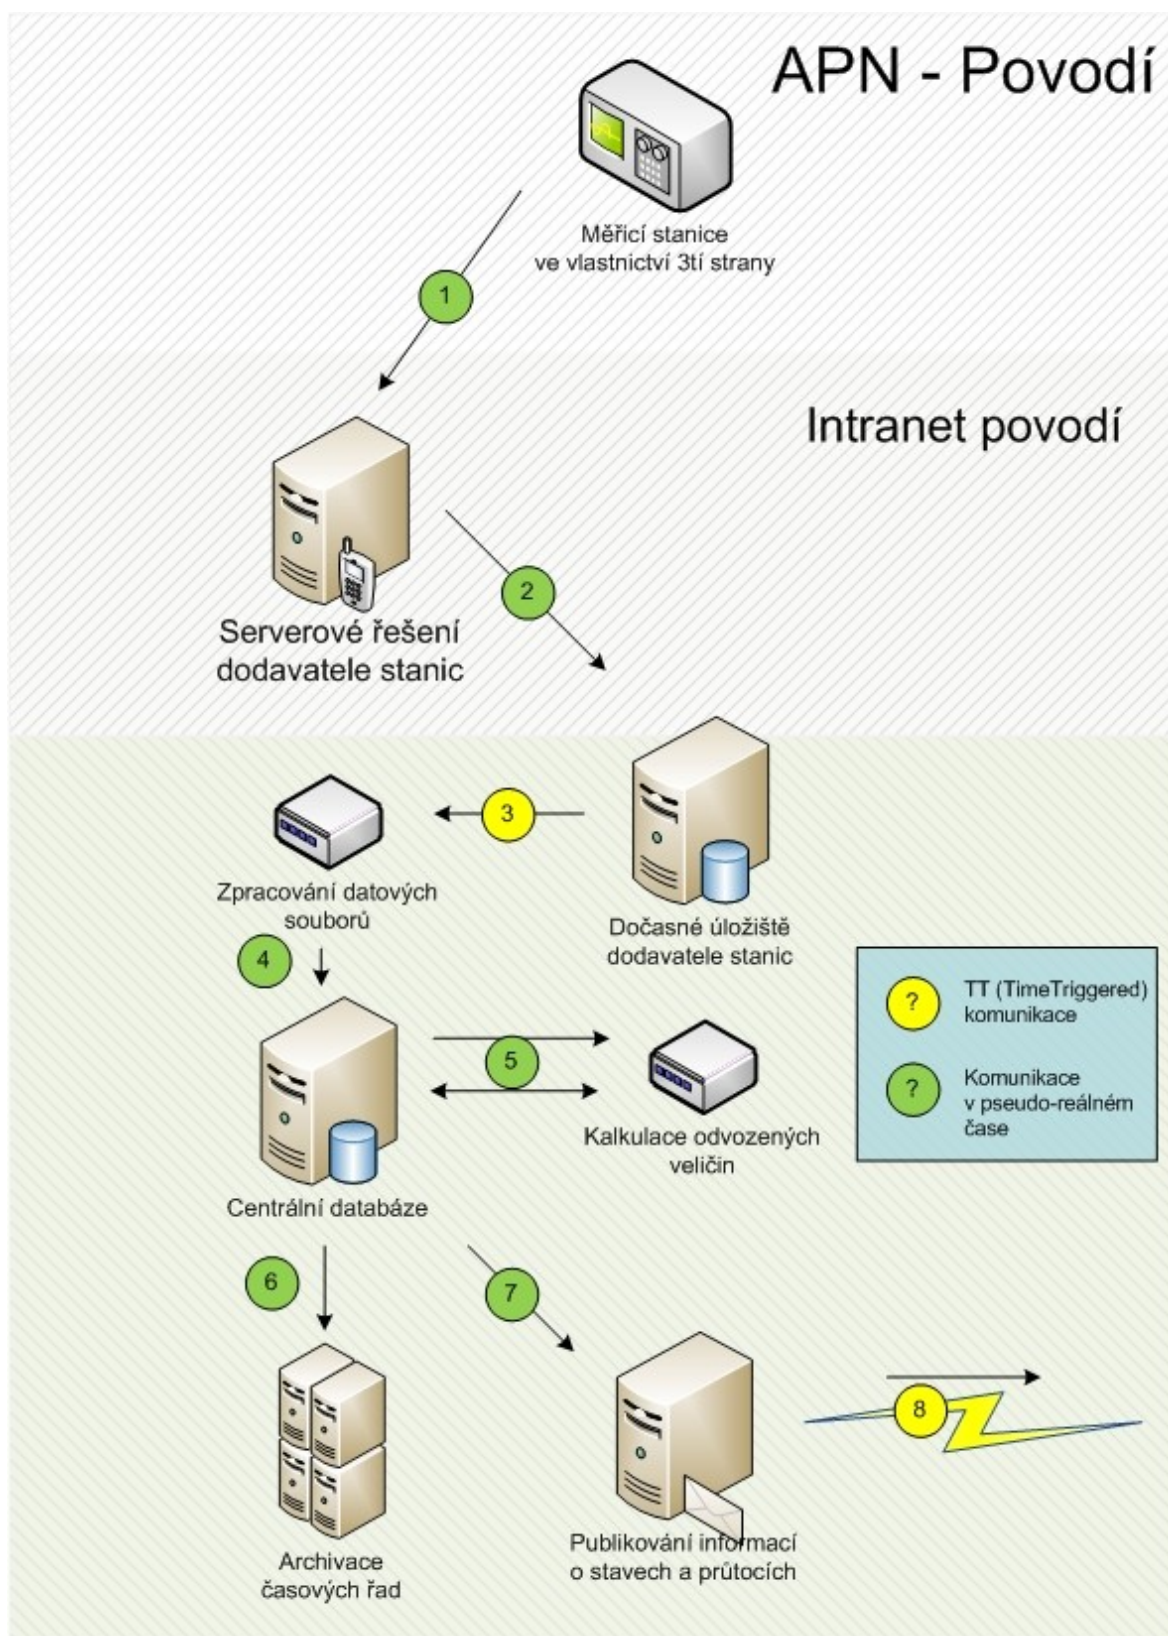 APN - Povodí
Měřicí stanice
ve vlastnictví 3tí strany
1
Intranet povodí
2
Serverové řešení
dodavatele stanic
3
Zpracování datových
souborů
Dočasné úložiště
dodavatele stanic
4
?
TT (TimeTriggered)
komunikace
5
?
Komunikace
v pseudo-reálném
čase
Kalkulace odvozených
veličin
Centrální databáze
6
7
8
Publikování informací
o stavech a průtocích
Archivace
časových řad